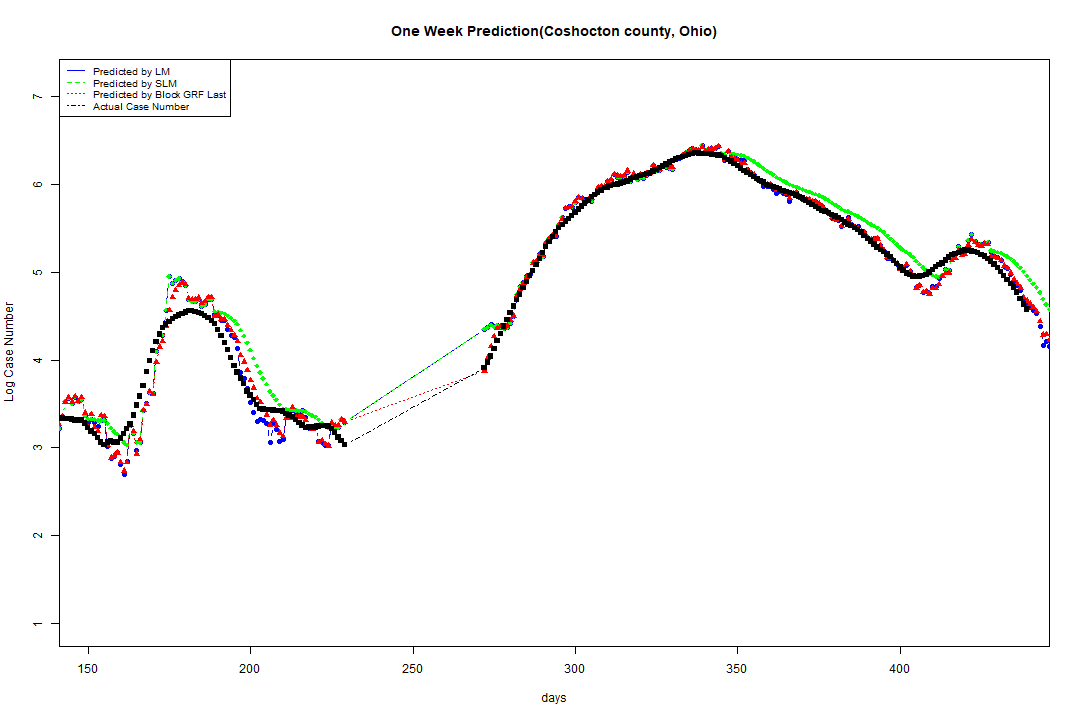 One Week Prediction(Coshocton county, Ohio)
Predicted by LM
Predicted by SLM
Predicted by Block GRF Last
Actual Case Number
7
6
5
4
3
2
1
Log Case Number
150 200 250 300 350 400
days